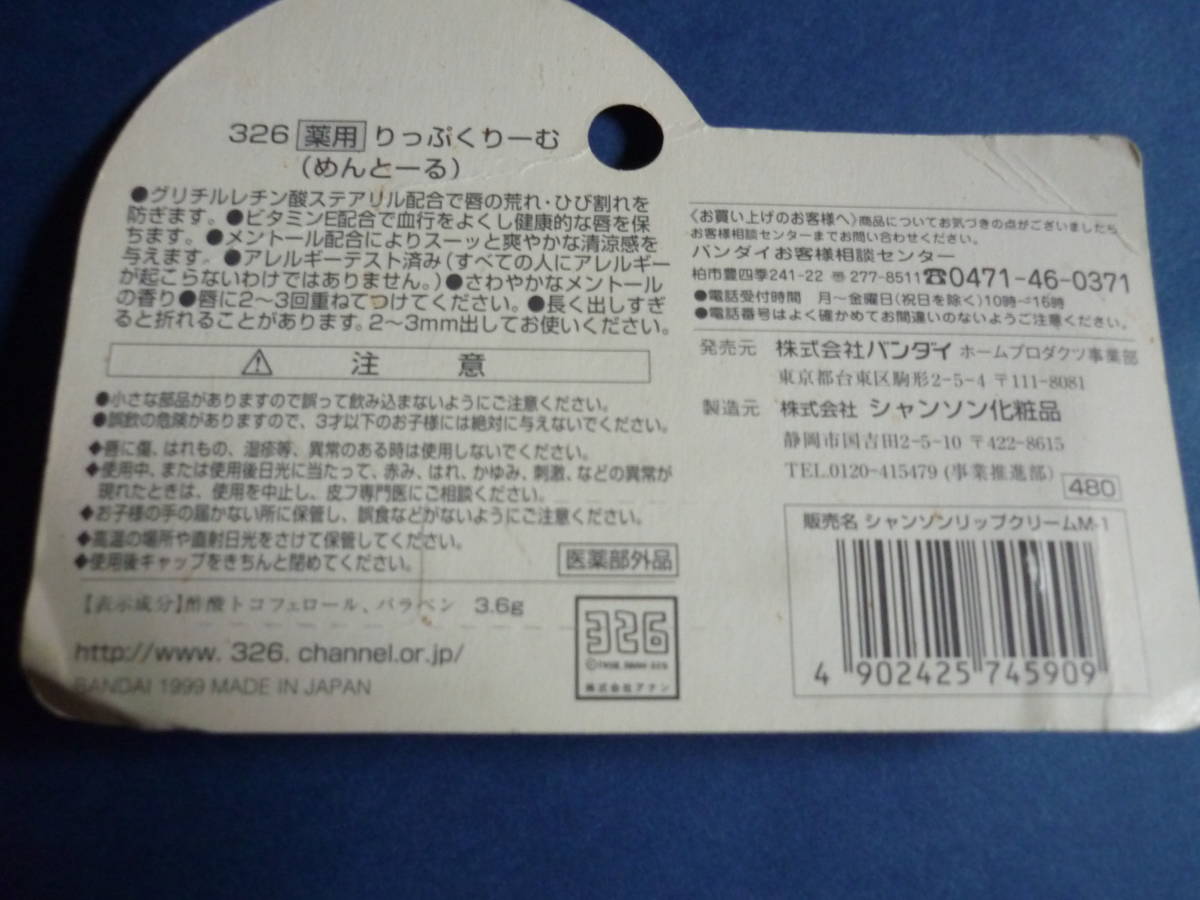 326 薬用 りっぷくりーむ
(めんとーる)
●グリチルレチン酸ステアリル配合で唇の荒れ・ひび割れを
防ぎます。●ビタミンE配合で血行をよくし健康的な唇を保
ちます。●メントール配合によりスーッと爽やかな清涼感を
与えます。●アレルギーテスト済み(すべての人にアレルギー
が起こらないわけではありません。)●さわやかなメントール
の香り●唇に2〜3回重ねてつけてください。●長く出しすぎ
ると折れることがあります。2〜3mm出してお使いください。
注 意
●小さな部品がありますので誤って飲み込まないようにご注意ください。
●誤飲の危険がありますので、3才以下のお子様には絶対に与えないでください。
◆唇に傷、はれもの、湿疹等、異常のある時は使用しないでください。
◆使用中、または使用後日光に当たって、赤み、はれ、かゆみ、刺激、などの異常が
現れたときは、使用を中止し、皮フ専門医にご相談ください。
◆お子様の手の届かない所に保管し、誤食などがないようにご注意ください。
◆高温の場所や直射日光をさけて保管してください。
◆使用後キャップをきちんと閉めてください。
医薬部外品
【表示成分】酢酸トコフェロール、パラベン 3.6g
http://www. 326. channel.or.jp/
BANDAI 1999 MADE IN JAPAN
326
株式会社アナン
〈お買い上げのお客様へ〉商品についてお気づきの点がございましたら
お客様相談センターまでお問い合わせください。
バンダイお客様相談センター
柏市豊四季241-22 〠 277-8511 ☎0471-46-0371
●電話受付時間 月〜金曜日(祝日を除く)10時〜16時
●電話番号はよく確かめてお間違いのないようご注意ください。
発売元 株式会社バンダイ ホームプロダクツ事業部
東京都台東区駒形2-5-4 〒111-8081
製造元 株式会社 シャンソン化粧品
静岡市国吉田2-5-10 〒422-8615
TEL.0120-415479 (事業推進部)
480
販売名 シャンソンリップクリームM-1
4 902425 745909